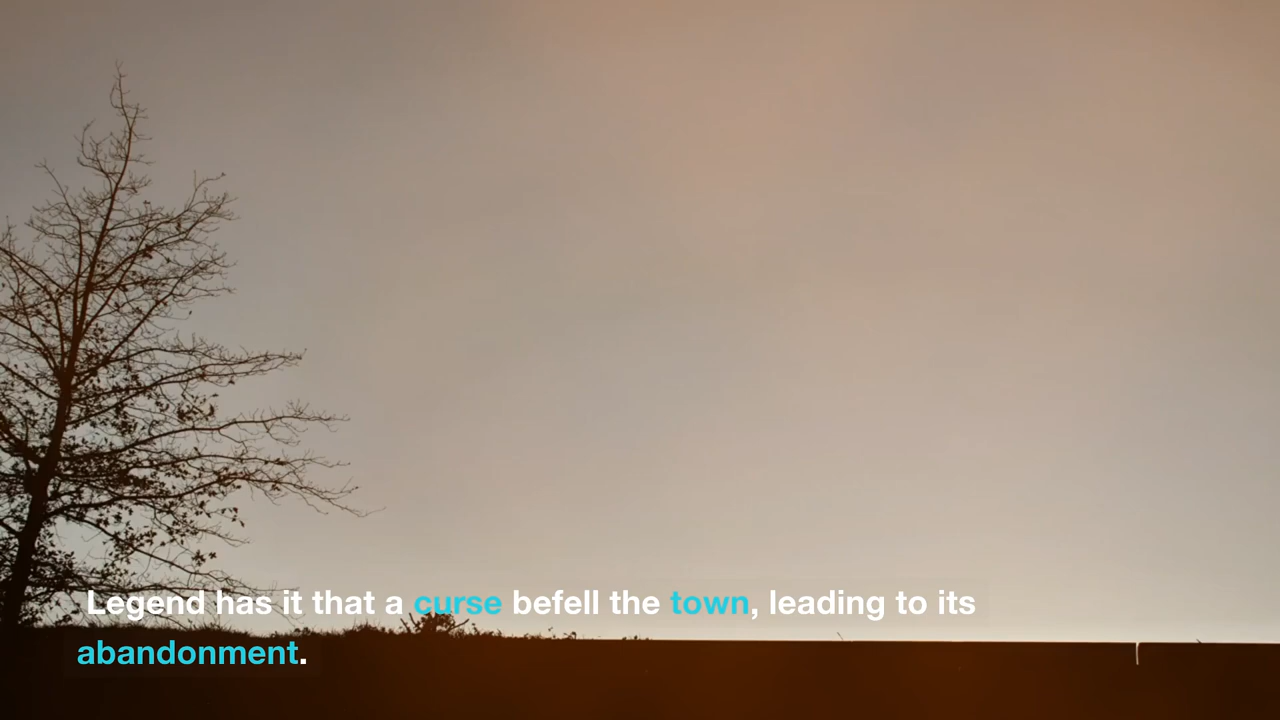 Legend has it that a curse befell the town, leading to its
abandonment.